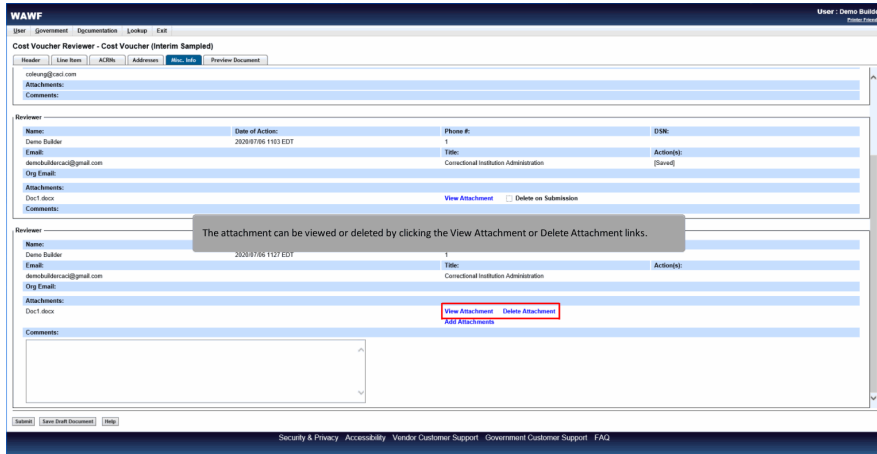 WAWF
User : Demo Builde
Printer Friend
User Government Documentation Lookup Exit
Cost Voucher Reviewer - Cost Voucher (Interim Sampled)
Header Line Item ACRNs Addresses Misc. Info Preview Document
coleung@caci.com
Attachments:
Comments:
Reviewer
Name: Date of Action: Phone #: DSN:
Demo Builder 2020/07/06 1103 EDT 1
Email: Title: Action(s):
demobuildercaci@gmail.com Correctional Institution Administration [Saved]
Org Email:
Attachments:
Doc1.docx View Attachment Delete on Submission
Comments:
The attachment can be viewed or deleted by clicking the View Attachment or Delete Attachment links.
Reviewer
Name:
Demo Builder 2020/07/06 1127 EDT 1
Email: Title: Action(s):
demobuildercaci@gmail.com Correctional Institution Administration
Org Email:
Attachments:
Doc1.docx View Attachment Delete Attachment
Add Attachments
Comments:
Submit Save Draft Document Help
Security & Privacy Accessibility Vendor Customer Support Government Customer Support FAQ